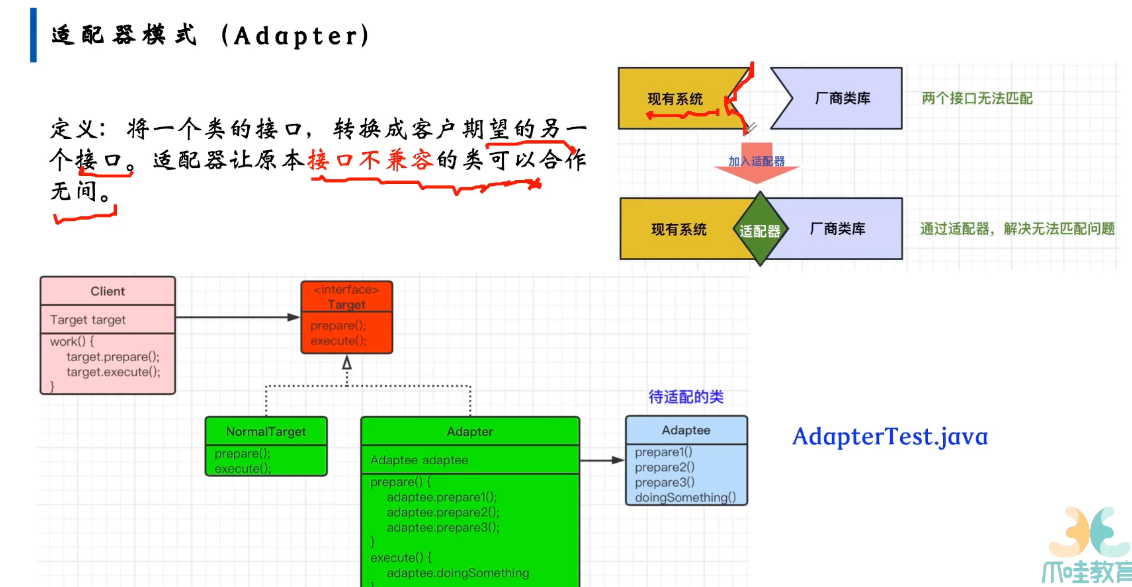 适配器模式 (Adapter)
定义: 将一个类的接口, 转换成客户期望的另一
个接口。适配器让原本接口不兼容的类可以合作
无间。
现有系统
厂商类库
两个接口无法匹配
加入适配器
现有系统
适配器
厂商类库
通过适配器，解决无法匹配问题
Client
Target target
work() {
target.prepare();
target.execute();
}
<interface>
Target
prepare();
execute();
NormalTarget
prepare();
execute();
Adapter
Adaptee adaptee
prepare() {
adaptee.prepare1();
adaptee.prepare2();
adaptee.prepare3();
}
execute() {
adaptee.doingSomething
}
待适配的类
Adaptee
prepare1()
prepare2()
prepare3()
doingSomething()
AdapterTest.java
爪哇教育